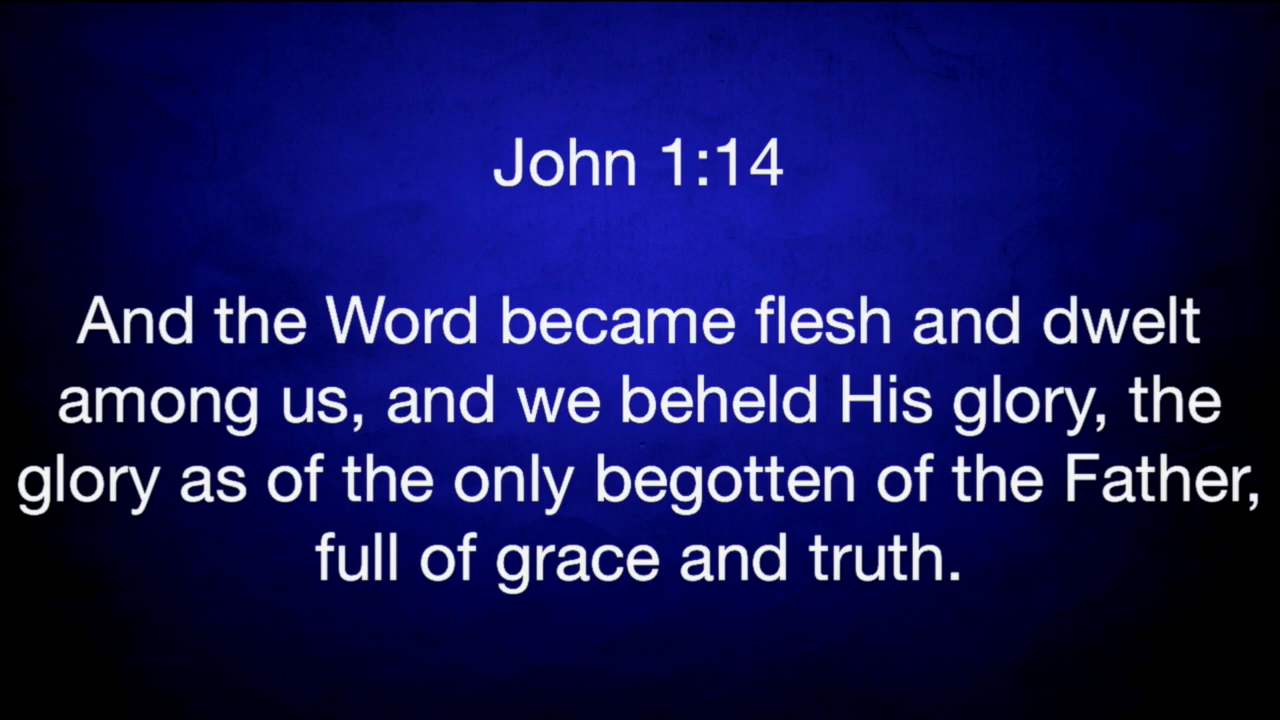 John 1:14
And the Word became flesh and dwelt
among us, and we beheld His glory, the
glory as of the only begotten of the Father,
full of grace and truth.